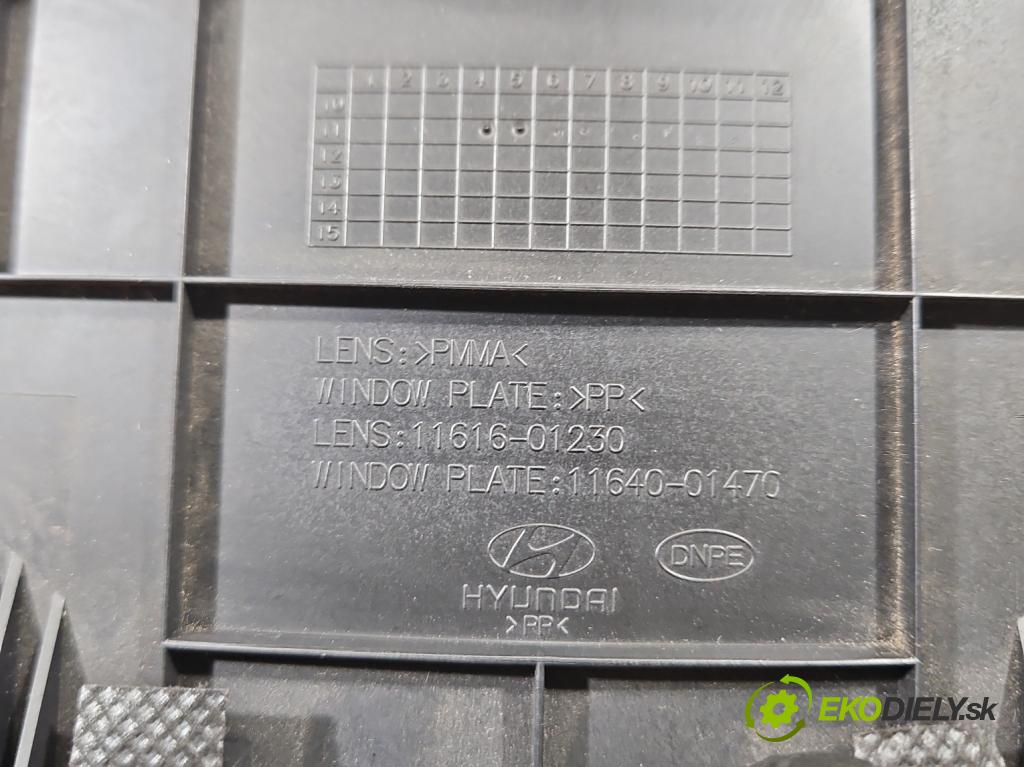 1 2 3 4 5 6 7 8 9 10 11 12
10
11
12
13
14
15
LENS:>PMMA<
WINDOW PLATE:>PP<
LENS:11616-01230
WINDOW PLATE:11640-01470
DNPE
HYUNDAI
>PP<
EKODIELY.sk